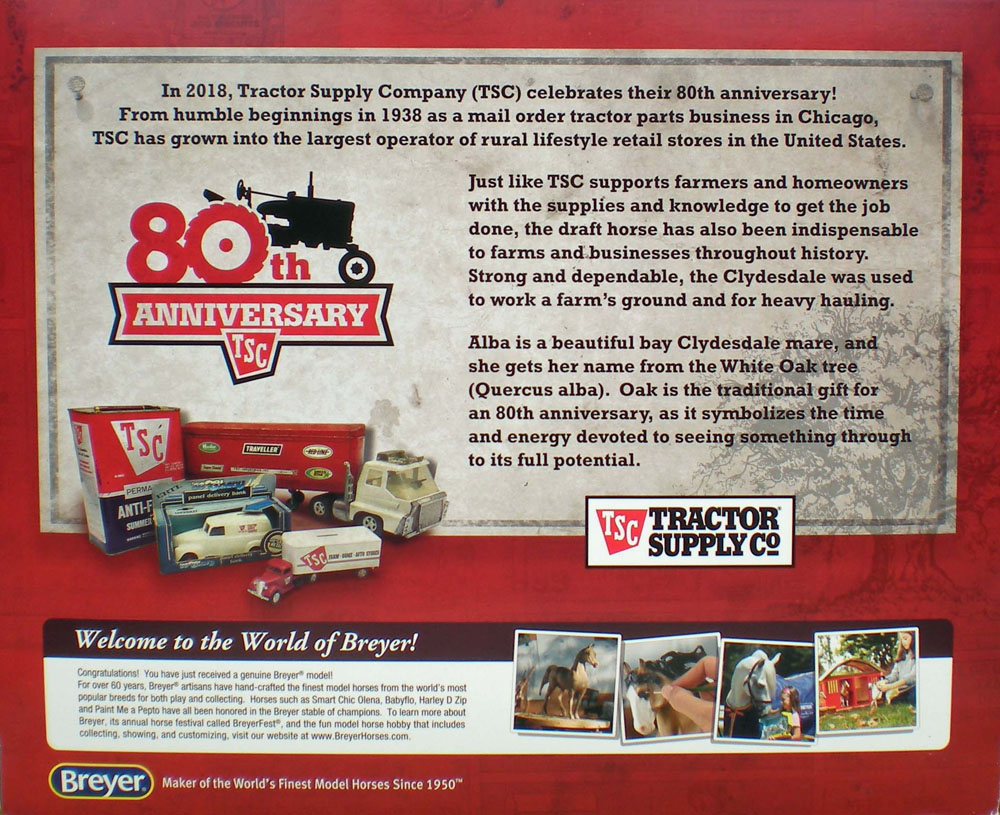 In 2018, Tractor Supply Company (TSC) celebrates their 80th anniversary!
From humble beginnings in 1938 as a mail order tractor parts business in Chicago,
TSC has grown into the largest operator of rural lifestyle retail stores in the United States.
80th
ANNIVERSARY
TSC
Just like TSC supports farmers and homeowners
with the supplies and knowledge to get the job
done, the draft horse has also been indispensable
to farms and businesses throughout history.
Strong and dependable, the Clydesdale was used
to work a farm's ground and for heavy hauling.
Alba is a beautiful bay Clydesdale mare, and
she gets her name from the White Oak tree
(Quercus alba). Oak is the traditional gift for
an 80th anniversary, as it symbolizes the time
and energy devoted to seeing something through
to its full potential.
TSC
PERMA
ANTI-F
SUMMER
TRAVELLER
RED LINE
panel delivery bank
TSC
TSC TRACTOR
SUPPLY CO
Welcome to the World of Breyer!
Congratulations! You have just received a genuine Breyer® model!
For over 60 years, Breyer® artisans have hand-crafted the finest model horses from the world's most
popular breeds for both play and collecting. Horses such as Smart Chic Olena, Babyflo, Harley D Zip
and Paint Me a Pepto have all been honored in the Breyer stable of champions. To learn more about
Breyer, its annual horse festival called BreyerFest®, and the fun model horse hobby that includes
collecting, showing, and customizing, visit our website at www.BreyerHorses.com.
Breyer® Maker of the World's Finest Model Horses Since 1950™